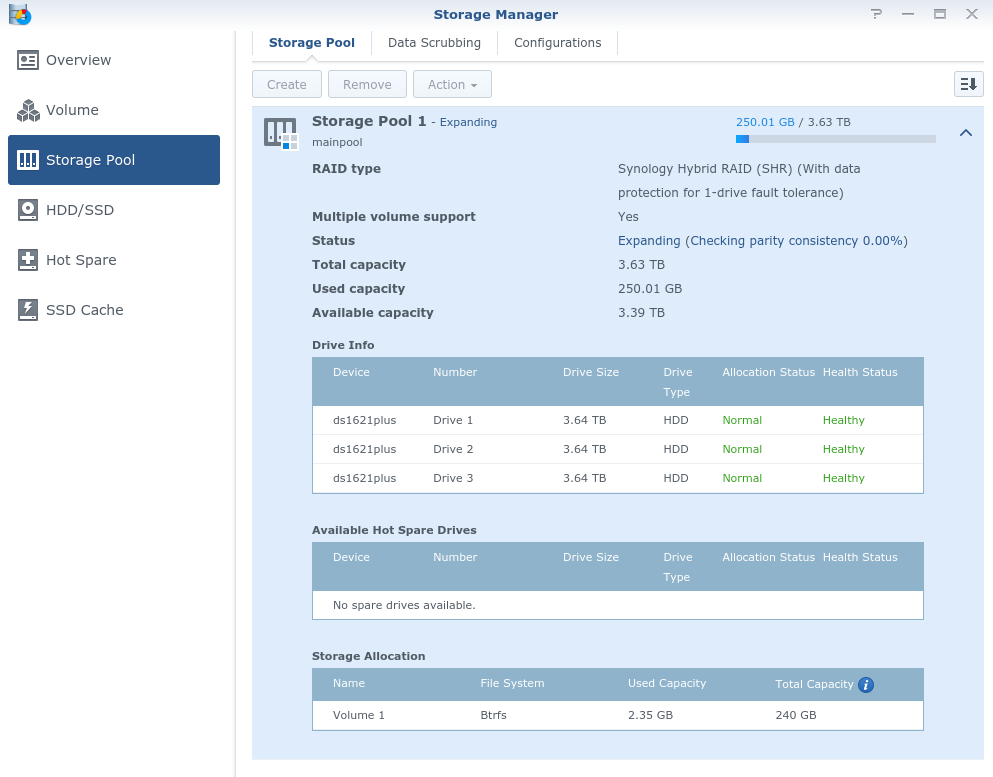 Storage Manager
Overview
Volume
Storage Pool
HDD/SSD
Hot Spare
SSD Cache
Storage Pool Data Scrubbing Configurations
Create Remove Action
Storage Pool 1 - Expanding 250.01 GB / 3.63 TB
mainpool
RAID type Synology Hybrid RAID (SHR) (With data
protection for 1-drive fault tolerance)
Multiple volume support Yes
Status Expanding (Checking parity consistency 0.00%)
Total capacity 3.63 TB
Used capacity 250.01 GB
Available capacity 3.39 TB
Drive Info
Device Number Drive Size Drive Type Allocation Status Health Status
ds1621plus Drive 1 3.64 TB HDD Normal Healthy
ds1621plus Drive 2 3.64 TB HDD Normal Healthy
ds1621plus Drive 3 3.64 TB HDD Normal Healthy
Available Hot Spare Drives
Device Number Drive Size Drive Type Allocation Status Health Status
No spare drives available.
Storage Allocation
Name File System Used Capacity Total Capacity i
Volume 1 Btrfs 2.35 GB 240 GB